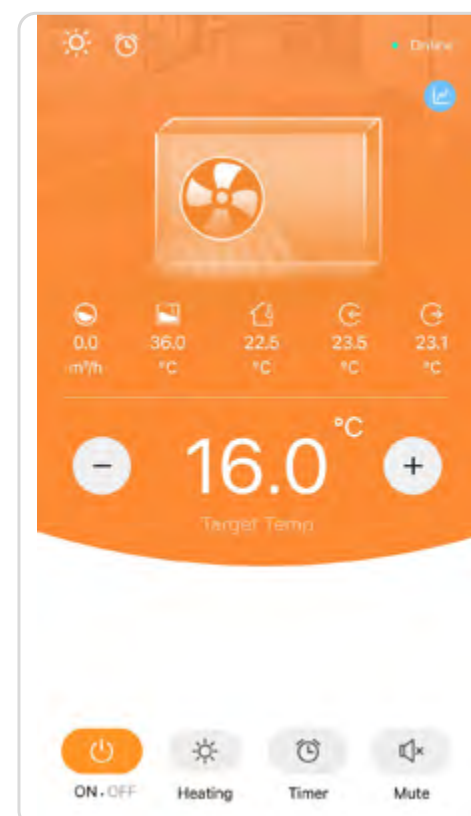 Online
0.0 36.0 22.5 23.5 23.1
m³/h °C °C °C °C
16.0 °C
Target Temp
ON . OFF Heating Timer Mute